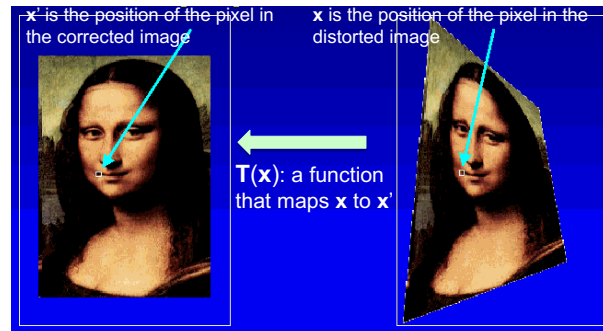 x' is the position of the pixel in
the corrected image
x is the position of the pixel in the
distorted image
T(x): a function
that maps x to x'